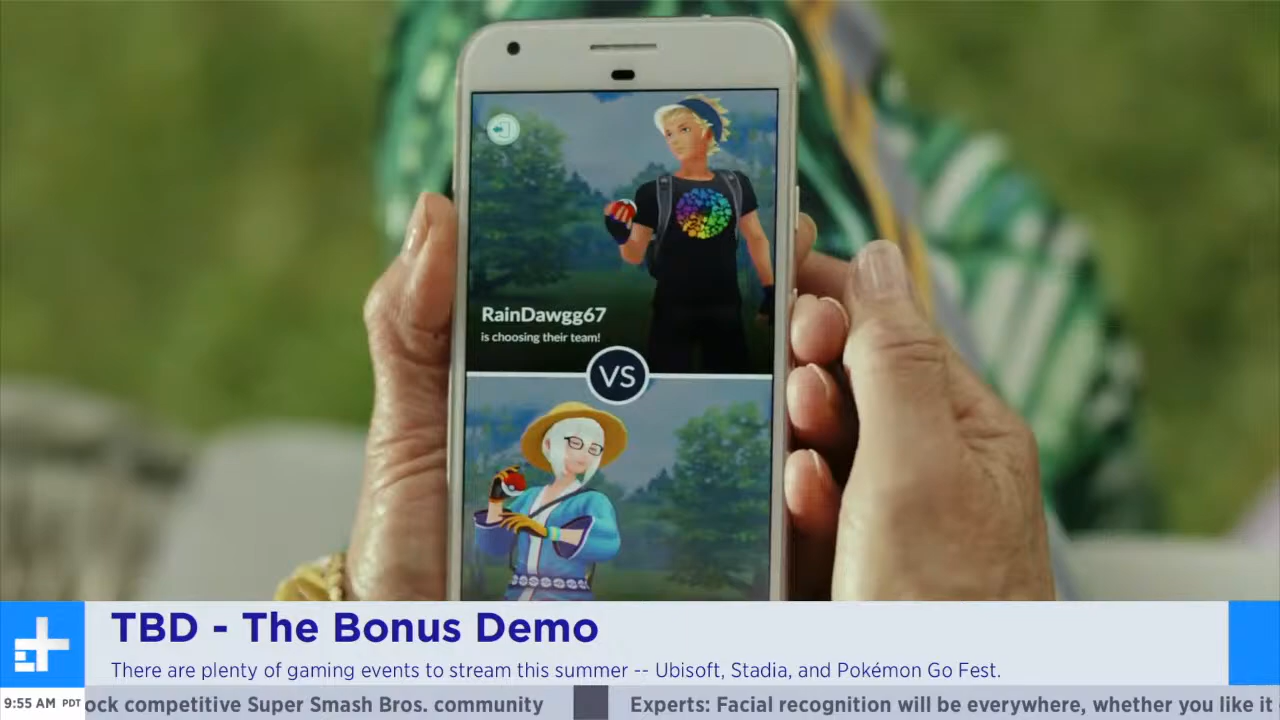 RainDawgg67
is choosing their team!
VS
TBD - The Bonus Demo
There are plenty of gaming events to stream this summer -- Ubisoft, Stadia, and Pokémon Go Fest.
9:55 AM PDT
ock competitive Super Smash Bros. community
Experts: Facial recognition will be everywhere, whether you like it